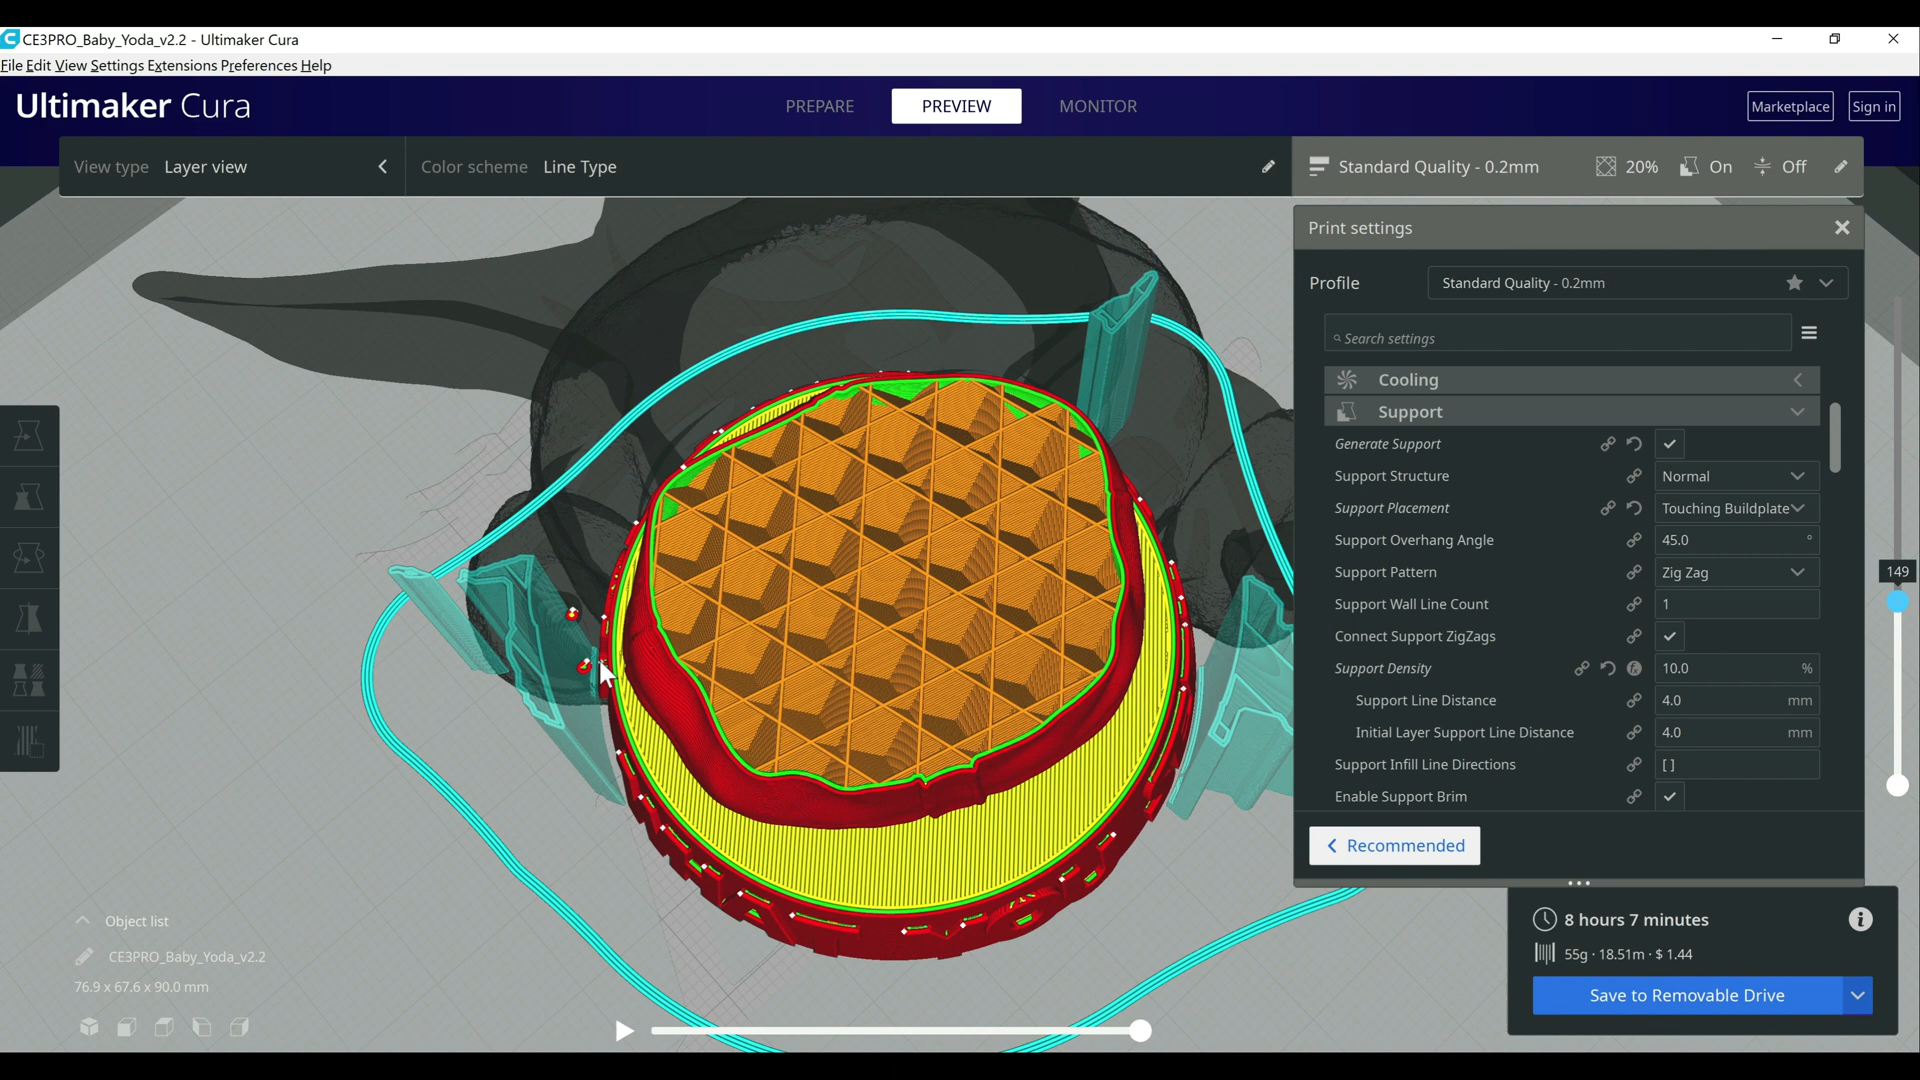 CE3PRO_Baby_Yoda_v2.2 - Ultimaker Cura
File Edit View Settings Extensions Preferences Help
Ultimaker Cura
PREPARE
PREVIEW
MONITOR
Marketplace
Sign in
View type Layer view
Color scheme Line Type
Standard Quality - 0.2mm
20%
On
Off
Print settings
Profile
Standard Quality - 0.2mm
Search settings
Cooling
Support
Generate Support
Support Structure
Normal
Support Placement
Touching Buildplate
Support Overhang Angle
45.0 °
Support Pattern
Zig Zag
Support Wall Line Count
1
Connect Support ZigZags
Support Density
10.0 %
Support Line Distance
4.0 mm
Initial Layer Support Line Distance
4.0 mm
Support Infill Line Directions
[ ]
Enable Support Brim
Recommended
149
Object list
CE3PRO_Baby_Yoda_v2.2
76.9 x 67.6 x 90.0 mm
8 hours 7 minutes
55g · 18.51m · $ 1.44
Save to Removable Drive